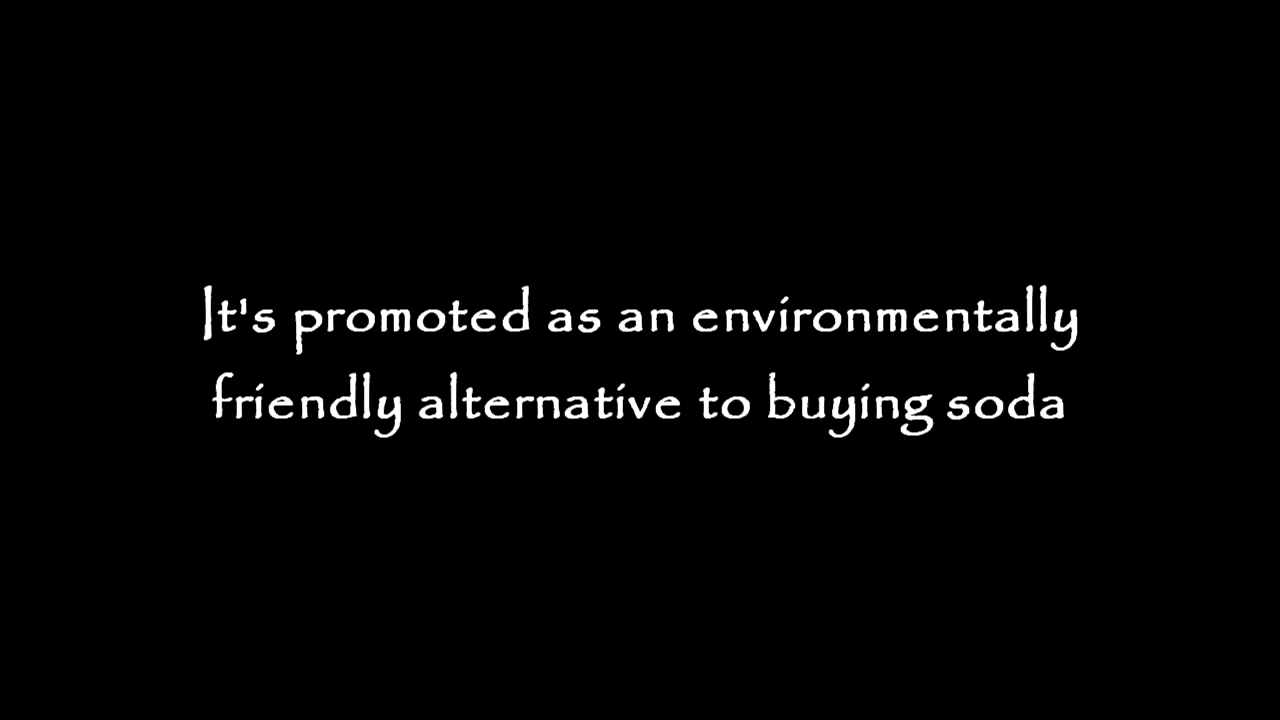 It's promoted as an environmentally
friendly alternative to buying soda